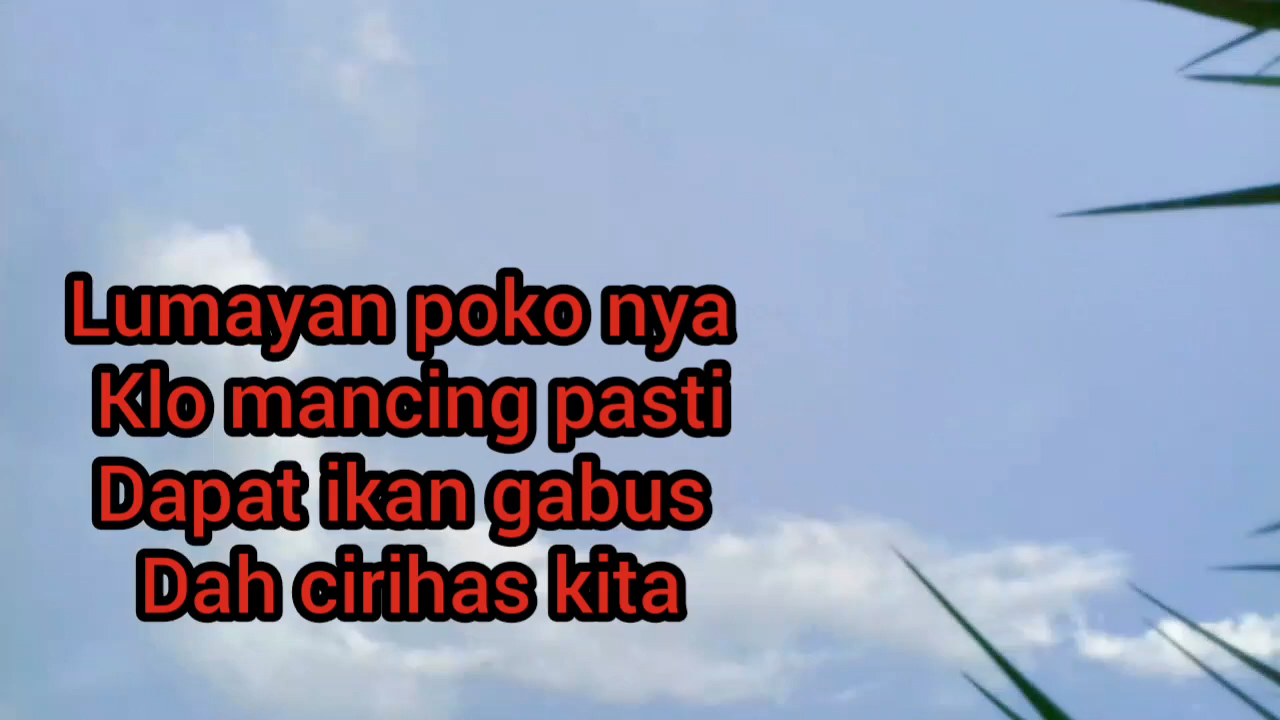 Lumayan poko nya
Klo mancing pasti
Dapat ikan gabus
Dah cirihas kita